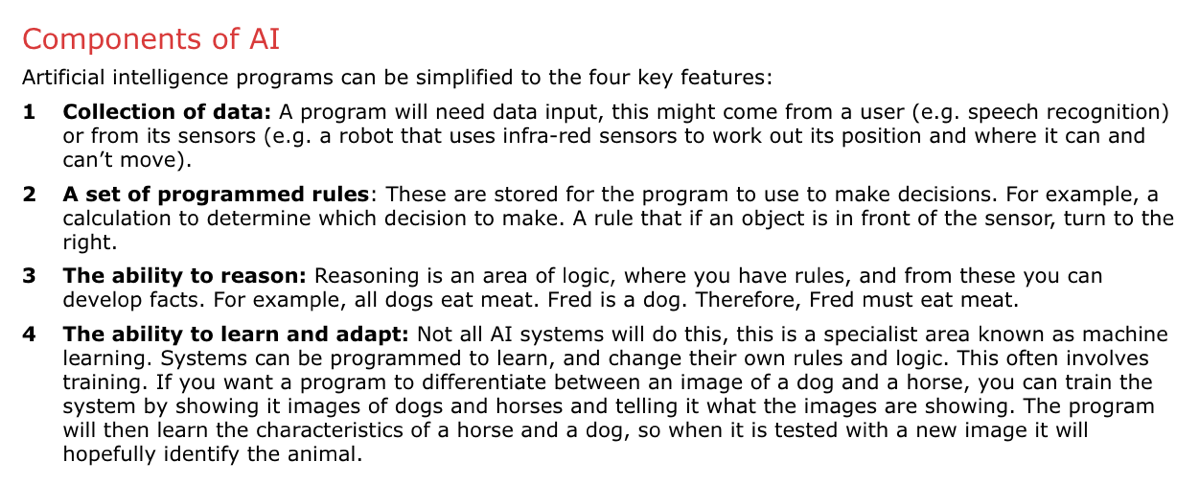 Components of AI
Artificial intelligence programs can be simplified to the four key features:
1 Collection of data: A program will need data input, this might come from a user (e.g. speech recognition)
or from its sensors (e.g. a robot that uses infra-red sensors to work out its position and where it can and
can’t move).
2 A set of programmed rules: These are stored for the program to use to make decisions. For example, a
calculation to determine which decision to make. A rule that if an object is in front of the sensor, turn to the
right.
3 The ability to reason: Reasoning is an area of logic, where you have rules, and from these you can
develop facts. For example, all dogs eat meat. Fred is a dog. Therefore, Fred must eat meat.
4 The ability to learn and adapt: Not all AI systems will do this, this is a specialist area known as machine
learning. Systems can be programmed to learn, and change their own rules and logic. This often involves
training. If you want a program to differentiate between an image of a dog and a horse, you can train the
system by showing it images of dogs and horses and telling it what the images are showing. The program
will then learn the characteristics of a horse and a dog, so when it is tested with a new image it will
hopefully identify the animal.